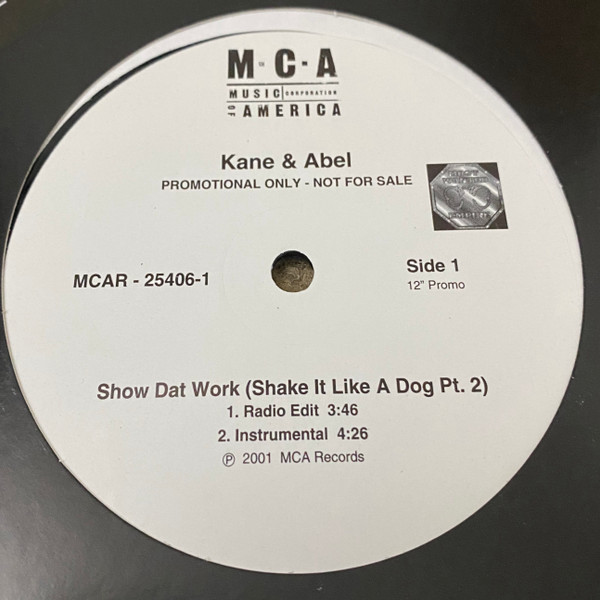 M·C·A
MUSIC CORPORATION
OF AMERICA
Kane & Abel
PROMOTIONAL ONLY - NOT FOR SALE
MCAR - 25406-1
Side 1
12" Promo
Show Dat Work (Shake It Like A Dog Pt. 2)
1. Radio Edit 3:46
2. Instrumental 4:26
℗ 2001 MCA Records